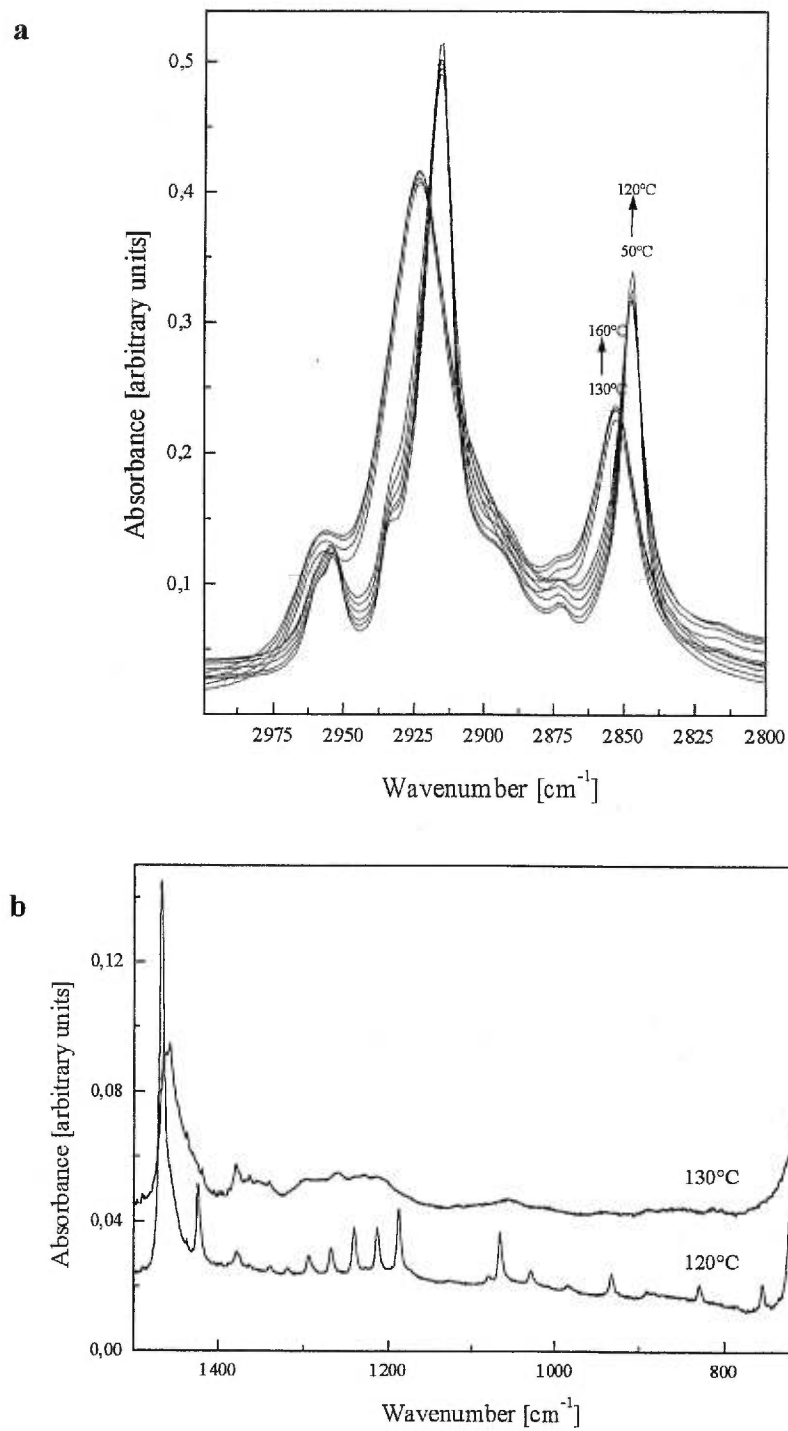 a
0,5
0,4
0,3
0,2
0,1
Absorbance [arbitrary units]
120°C
50°C
160°C
130°C
2975 2950 2925 2900 2875 2850 2825 2800
Wavenumber [cm⁻¹]
b
0,12
0,08
0,04
0,00
Absorbance [arbitrary units]
130°C
120°C
1400 1200 1000 800
Wavenumber [cm⁻¹]